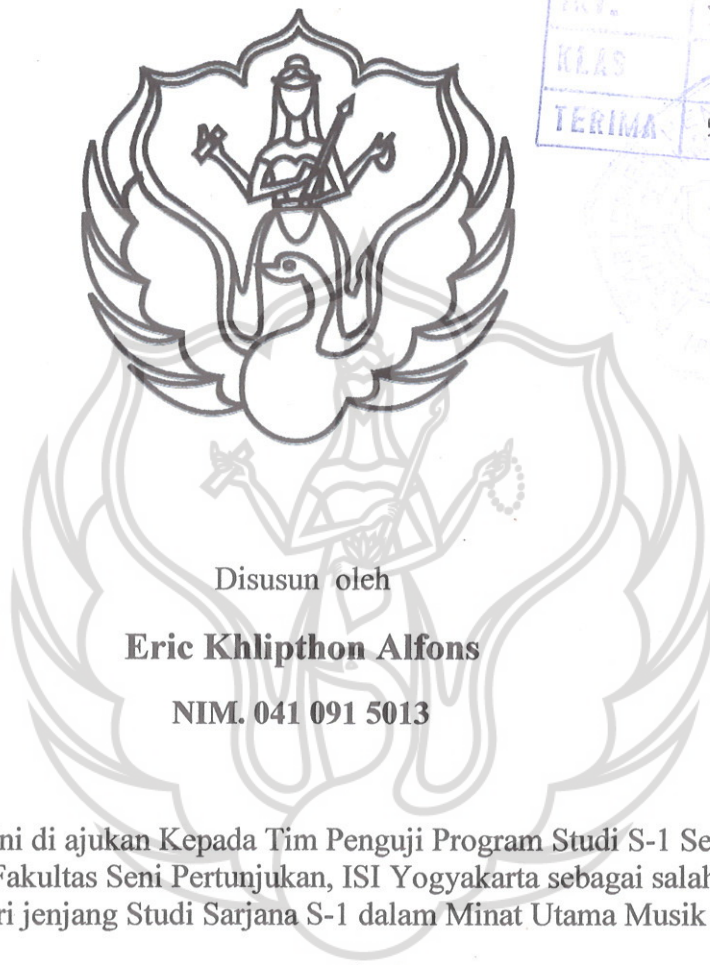 KLAS
TERIMA
Disusun oleh
Eric Khlipthon Alfons
NIM. 041 091 5013
ni di ajukan Kepada Tim Penguji Program Studi S-1 Se
Fakultas Seni Pertunjukan, ISI Yogyakarta sebagai salah
ri jenjang Studi Sarjana S-1 dalam Minat Utama Musik